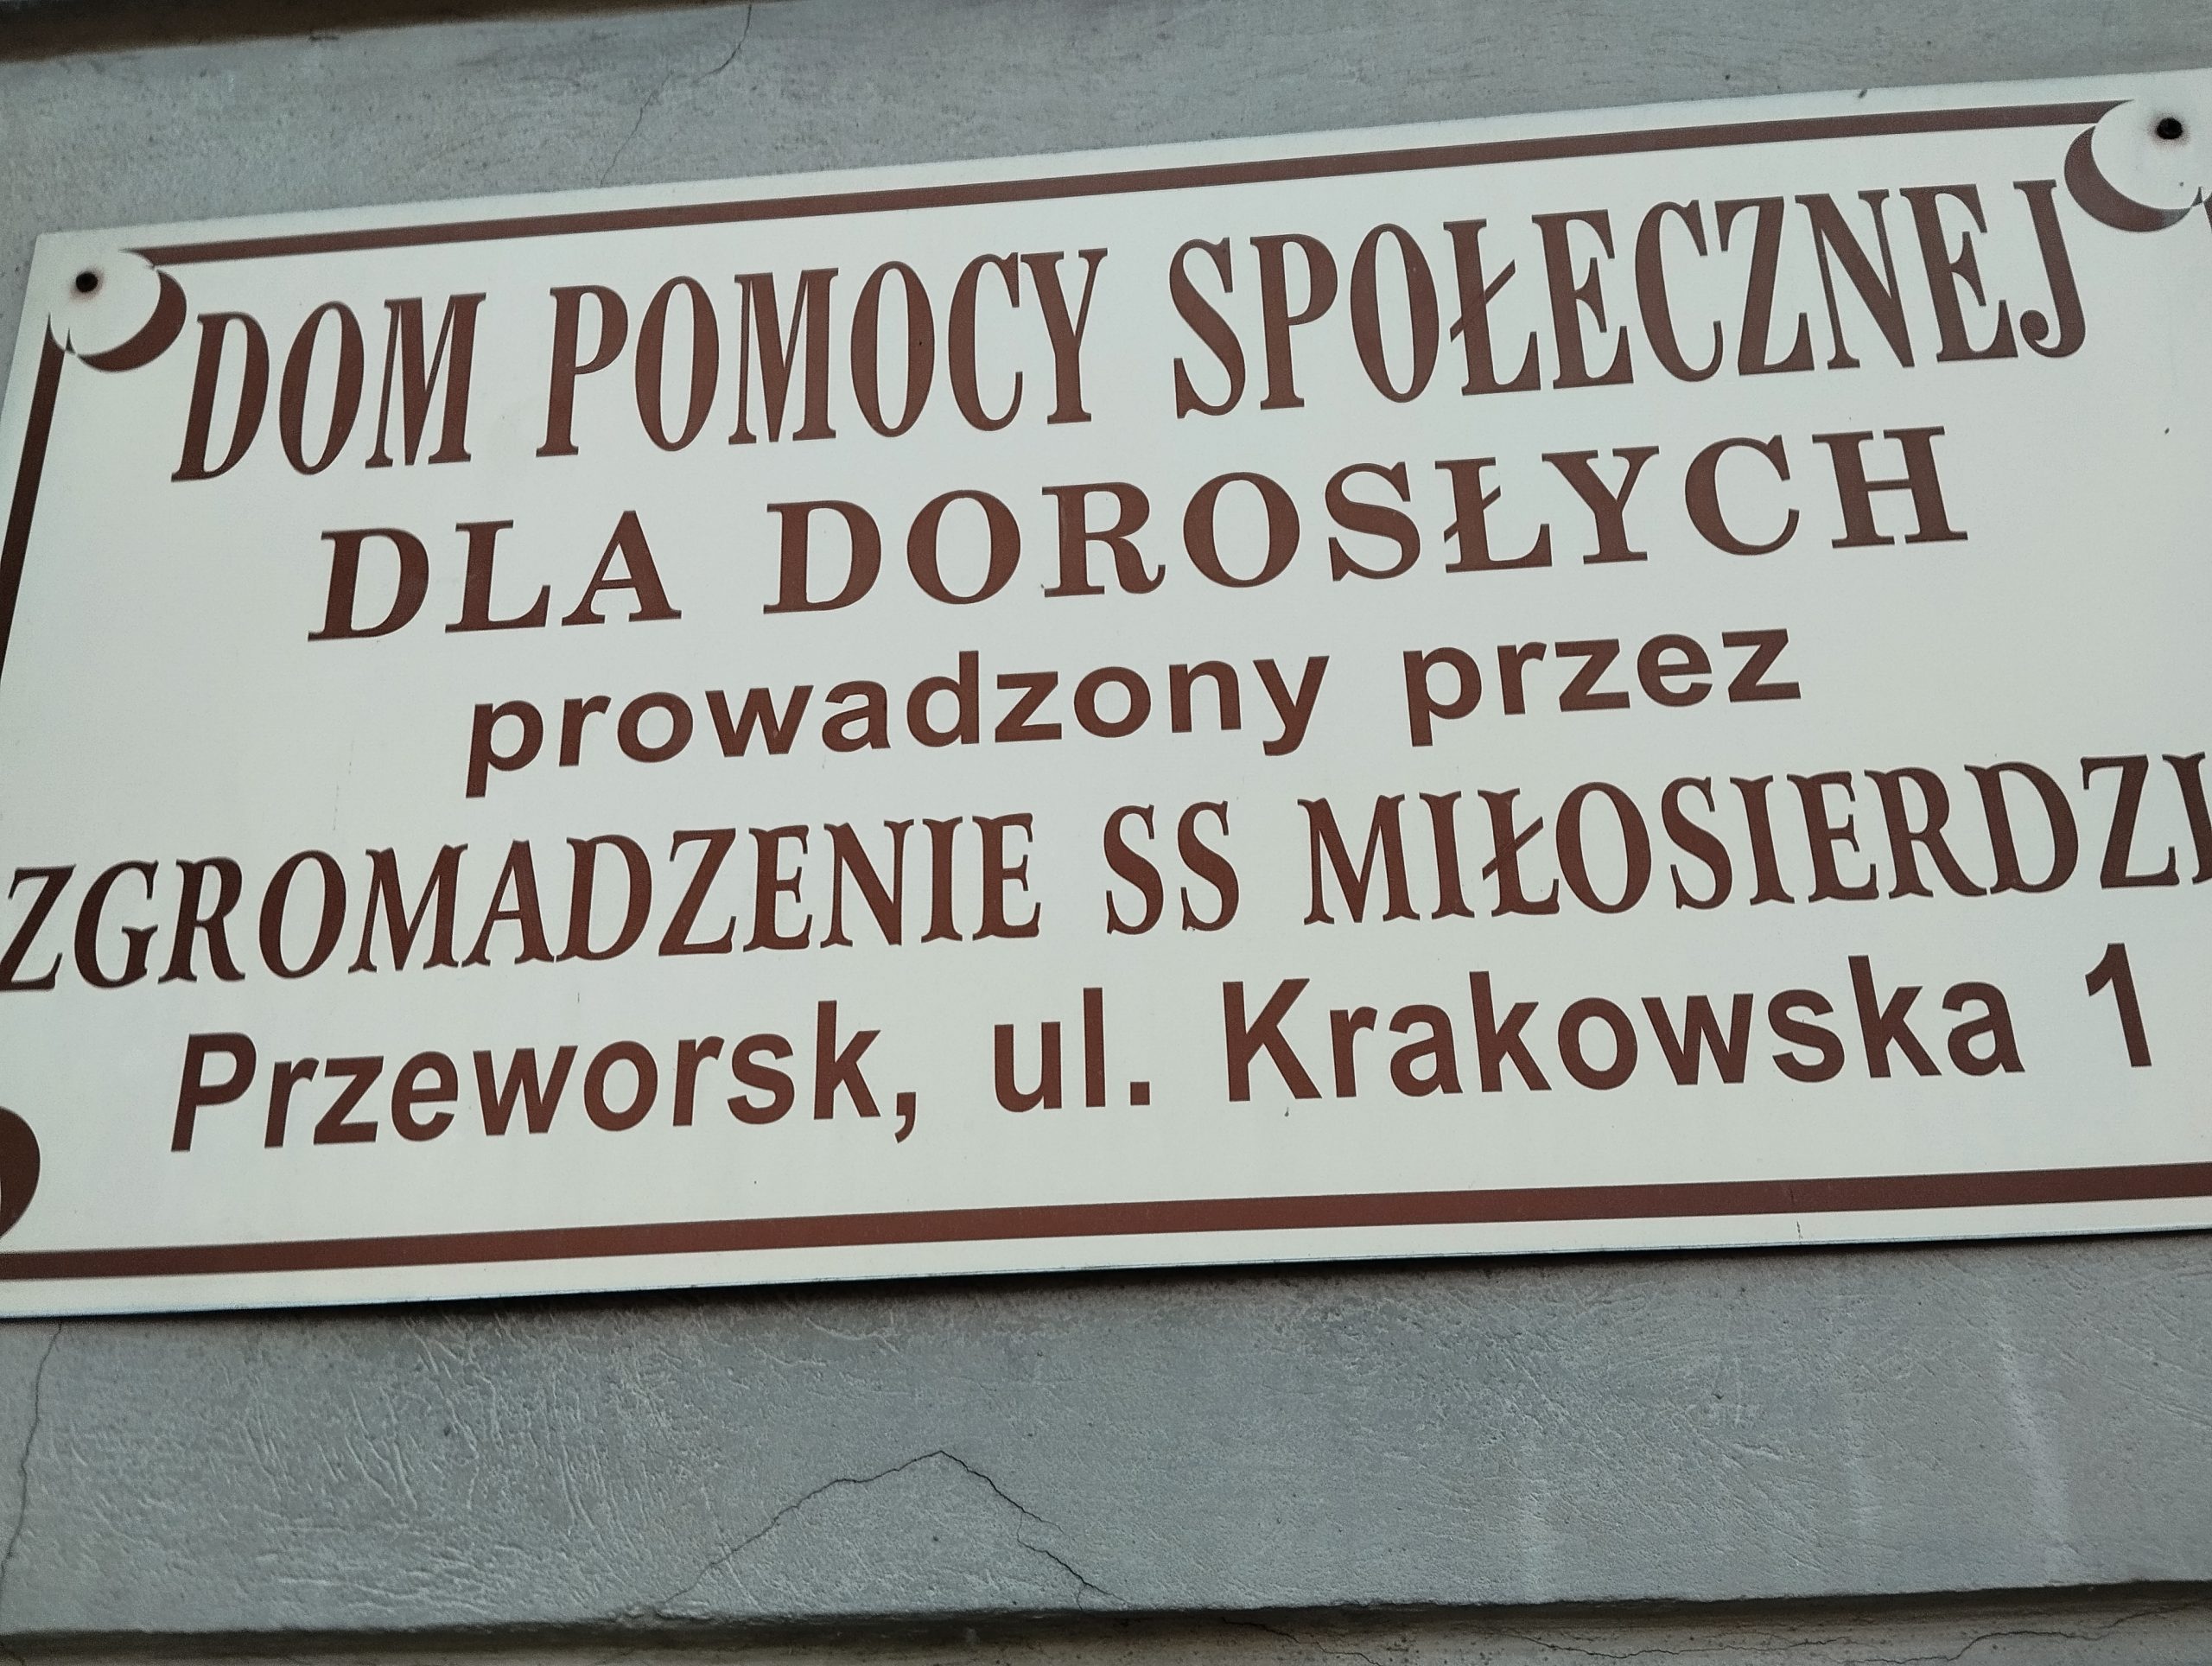 DOM POMOCY SPOŁECZNEJ
DLA DOROSŁYCH
prowadzony przez
ZGROMADZENIE SS MIŁOSIERDZI
Przeworsk, ul. Krakowska 1